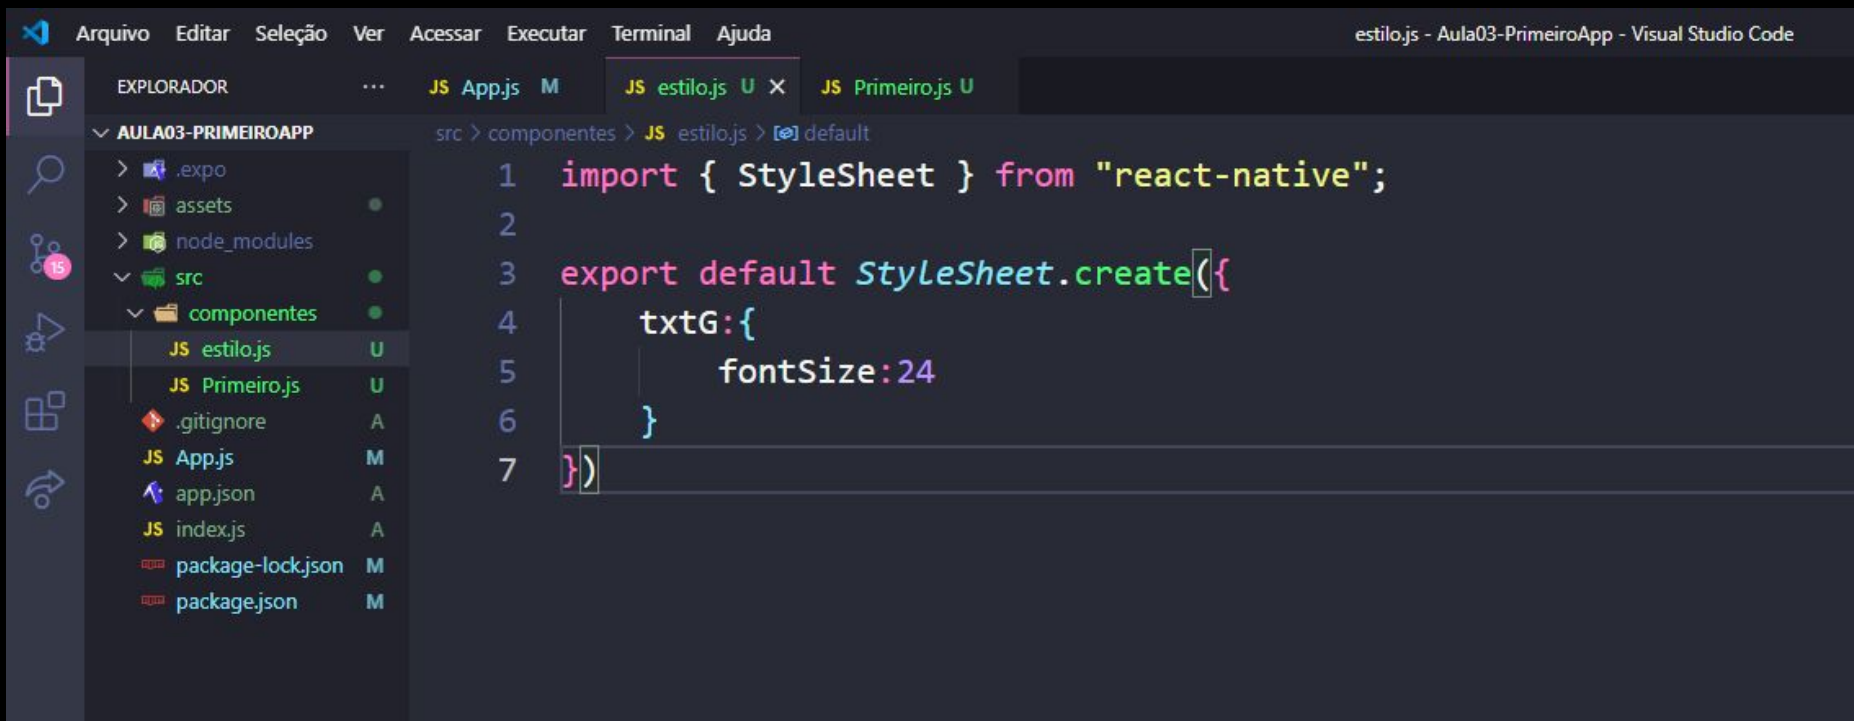 Arquivo Editar Seleção Ver Acessar Executar Terminal Ajuda
estilo.js - Aula03-PrimeiroApp - Visual Studio Code
EXPLORADOR ···
JS App.js M
JS estilo.js U ×
JS Primeiro.js U
AULA03-PRIMEIROAPP
src > componentes > JS estilo.js > default
.expo
assets
node_modules
src
componentes
JS estilo.js U
JS Primeiro.js U
.gitignore A
JS App.js M
app.json A
JS index.js A
package-lock.json M
package.json M
15
1 import { StyleSheet } from "react-native";
2
3 export default StyleSheet.create({
4 txtG:{
5 fontSize:24
6 }
7 })